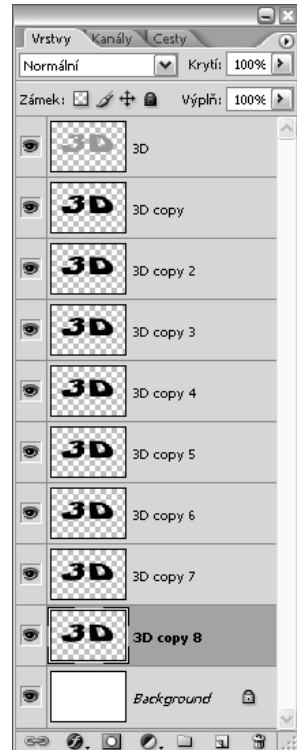 Vrstvy Kanály Cesty
Normální Krytí: 100%
Zámek: Výplň: 100%
3D 3D
3D 3D copy
3D 3D copy 2
3D 3D copy 3
3D 3D copy 4
3D 3D copy 5
3D 3D copy 6
3D 3D copy 7
3D 3D copy 8
Background